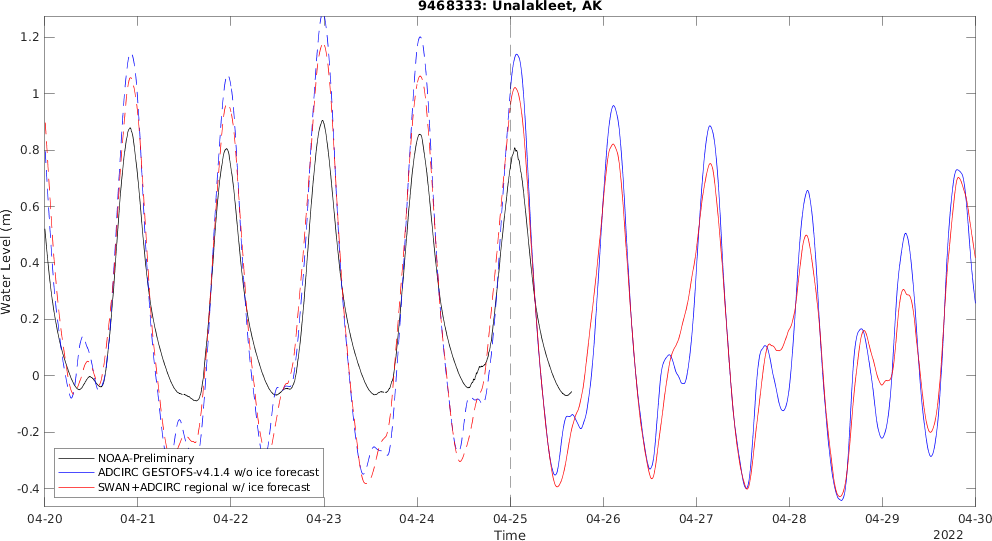 9468333: Unalakleet, AK
1.2
1
0.8
0.6
0.4
0.2
0
-0.2
-0.4
Water Level (m)
NOAA-Preliminary
ADCIRC GESTOFS-v4.1.4 w/o ice forecast
SWAN+ADCIRC regional w/ ice forecast
04-20 04-21 04-22 04-23 04-24 04-25 04-26 04-27 04-28 04-29 04-30
Time
2022